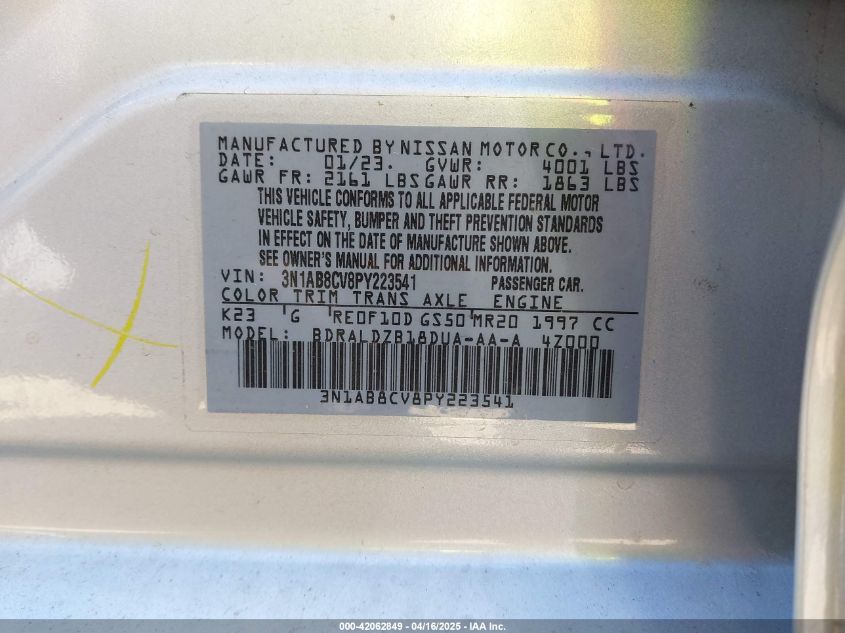 MANUFACTURED BY NISSAN MOTOR CO., LTD.
DATE: 01/23. GVWR: 4001 LBS
GAWR FR: 2161 LBS GAWR RR: 1863 LBS
THIS VEHICLE CONFORMS TO ALL APPLICABLE FEDERAL MOTOR
VEHICLE SAFETY, BUMPER AND THEFT PREVENTION STANDARDS
IN EFFECT ON THE DATE OF MANUFACTURE SHOWN ABOVE.
SEE OWNER'S MANUAL FOR ADDITIONAL INFORMATION.
VIN: 3N1AB8CV8PY223541 PASSENGER CAR.
COLOR TRIM TRANS AXLE ENGINE
K23 G RE0F10D GS50 MR20 1997 CC
MODEL: BDRALDZB18DUA-AA-A 4Z000
3N1AB8CV8PY223541
000-42062849 - 04/16/2025 - IAA Inc.